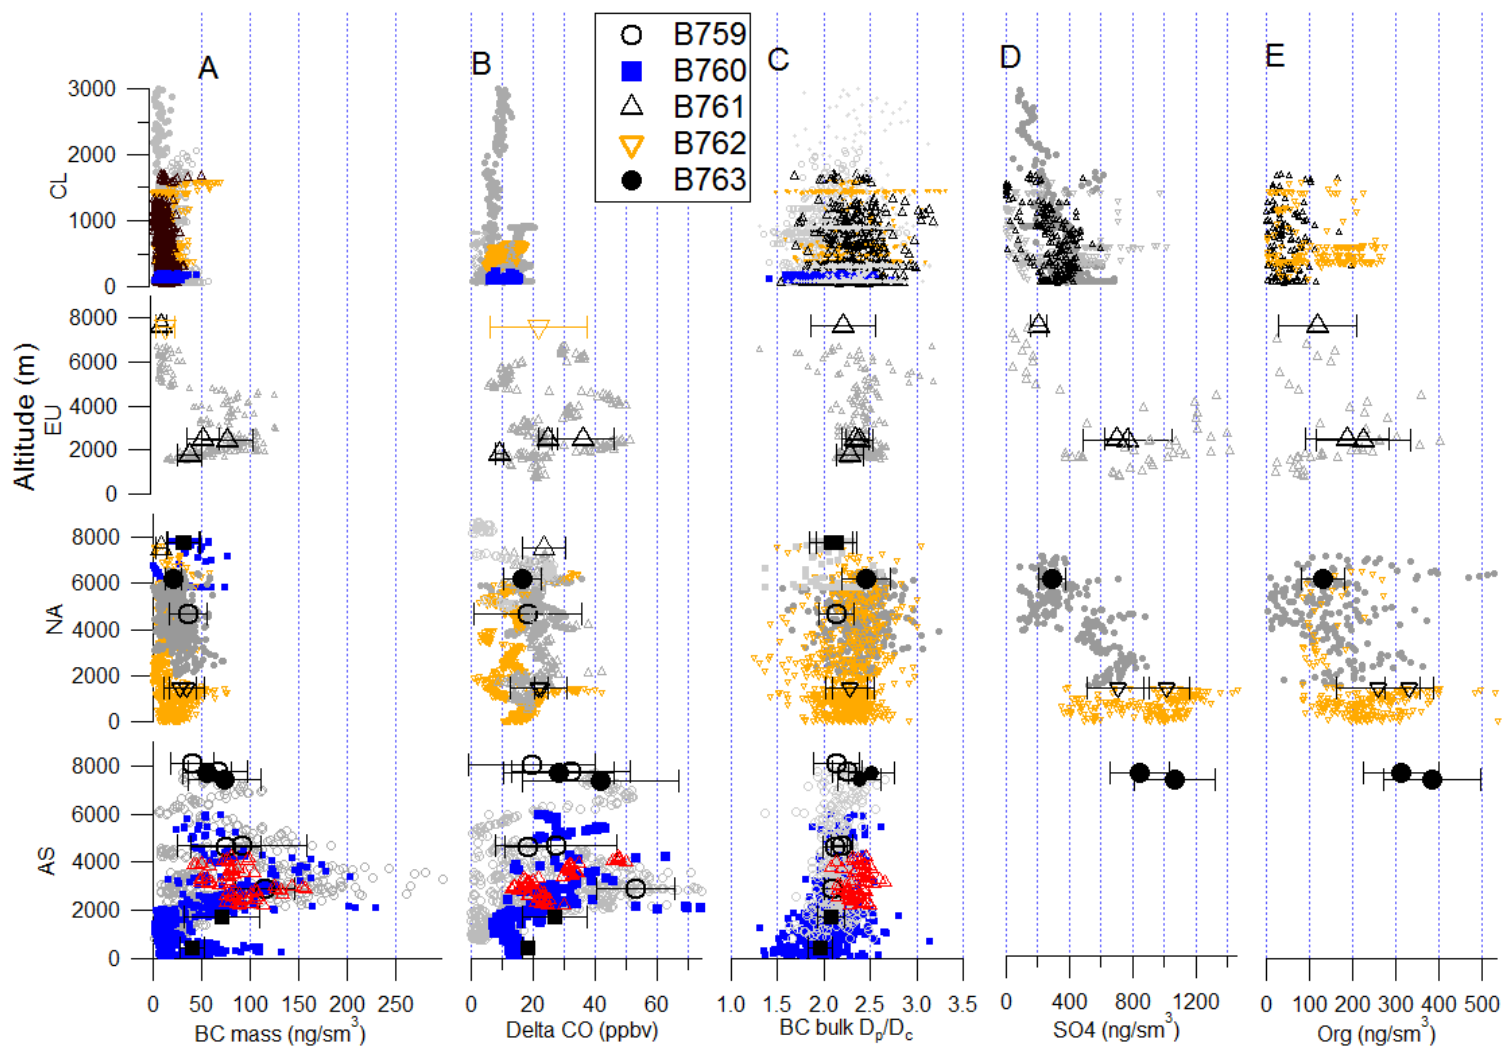 A
B
C
D
E
B759
B760
B761
B762
B763
Altitude (m)
CL
3000
2000
1000
0
EU
8000
6000
4000
2000
0
NA
8000
6000
4000
2000
0
AS
8000
6000
4000
2000
0
0 50 100 150 200 250
BC mass (ng/sm³)
0 20 40 60
Delta CO (ppbv)
1.0 1.5 2.0 2.5 3.0 3.5
BC bulk Dp/Dc
0 400 800 1200
SO4 (ng/sm³)
0 100 200 300 400 500
Org (ng/sm³)